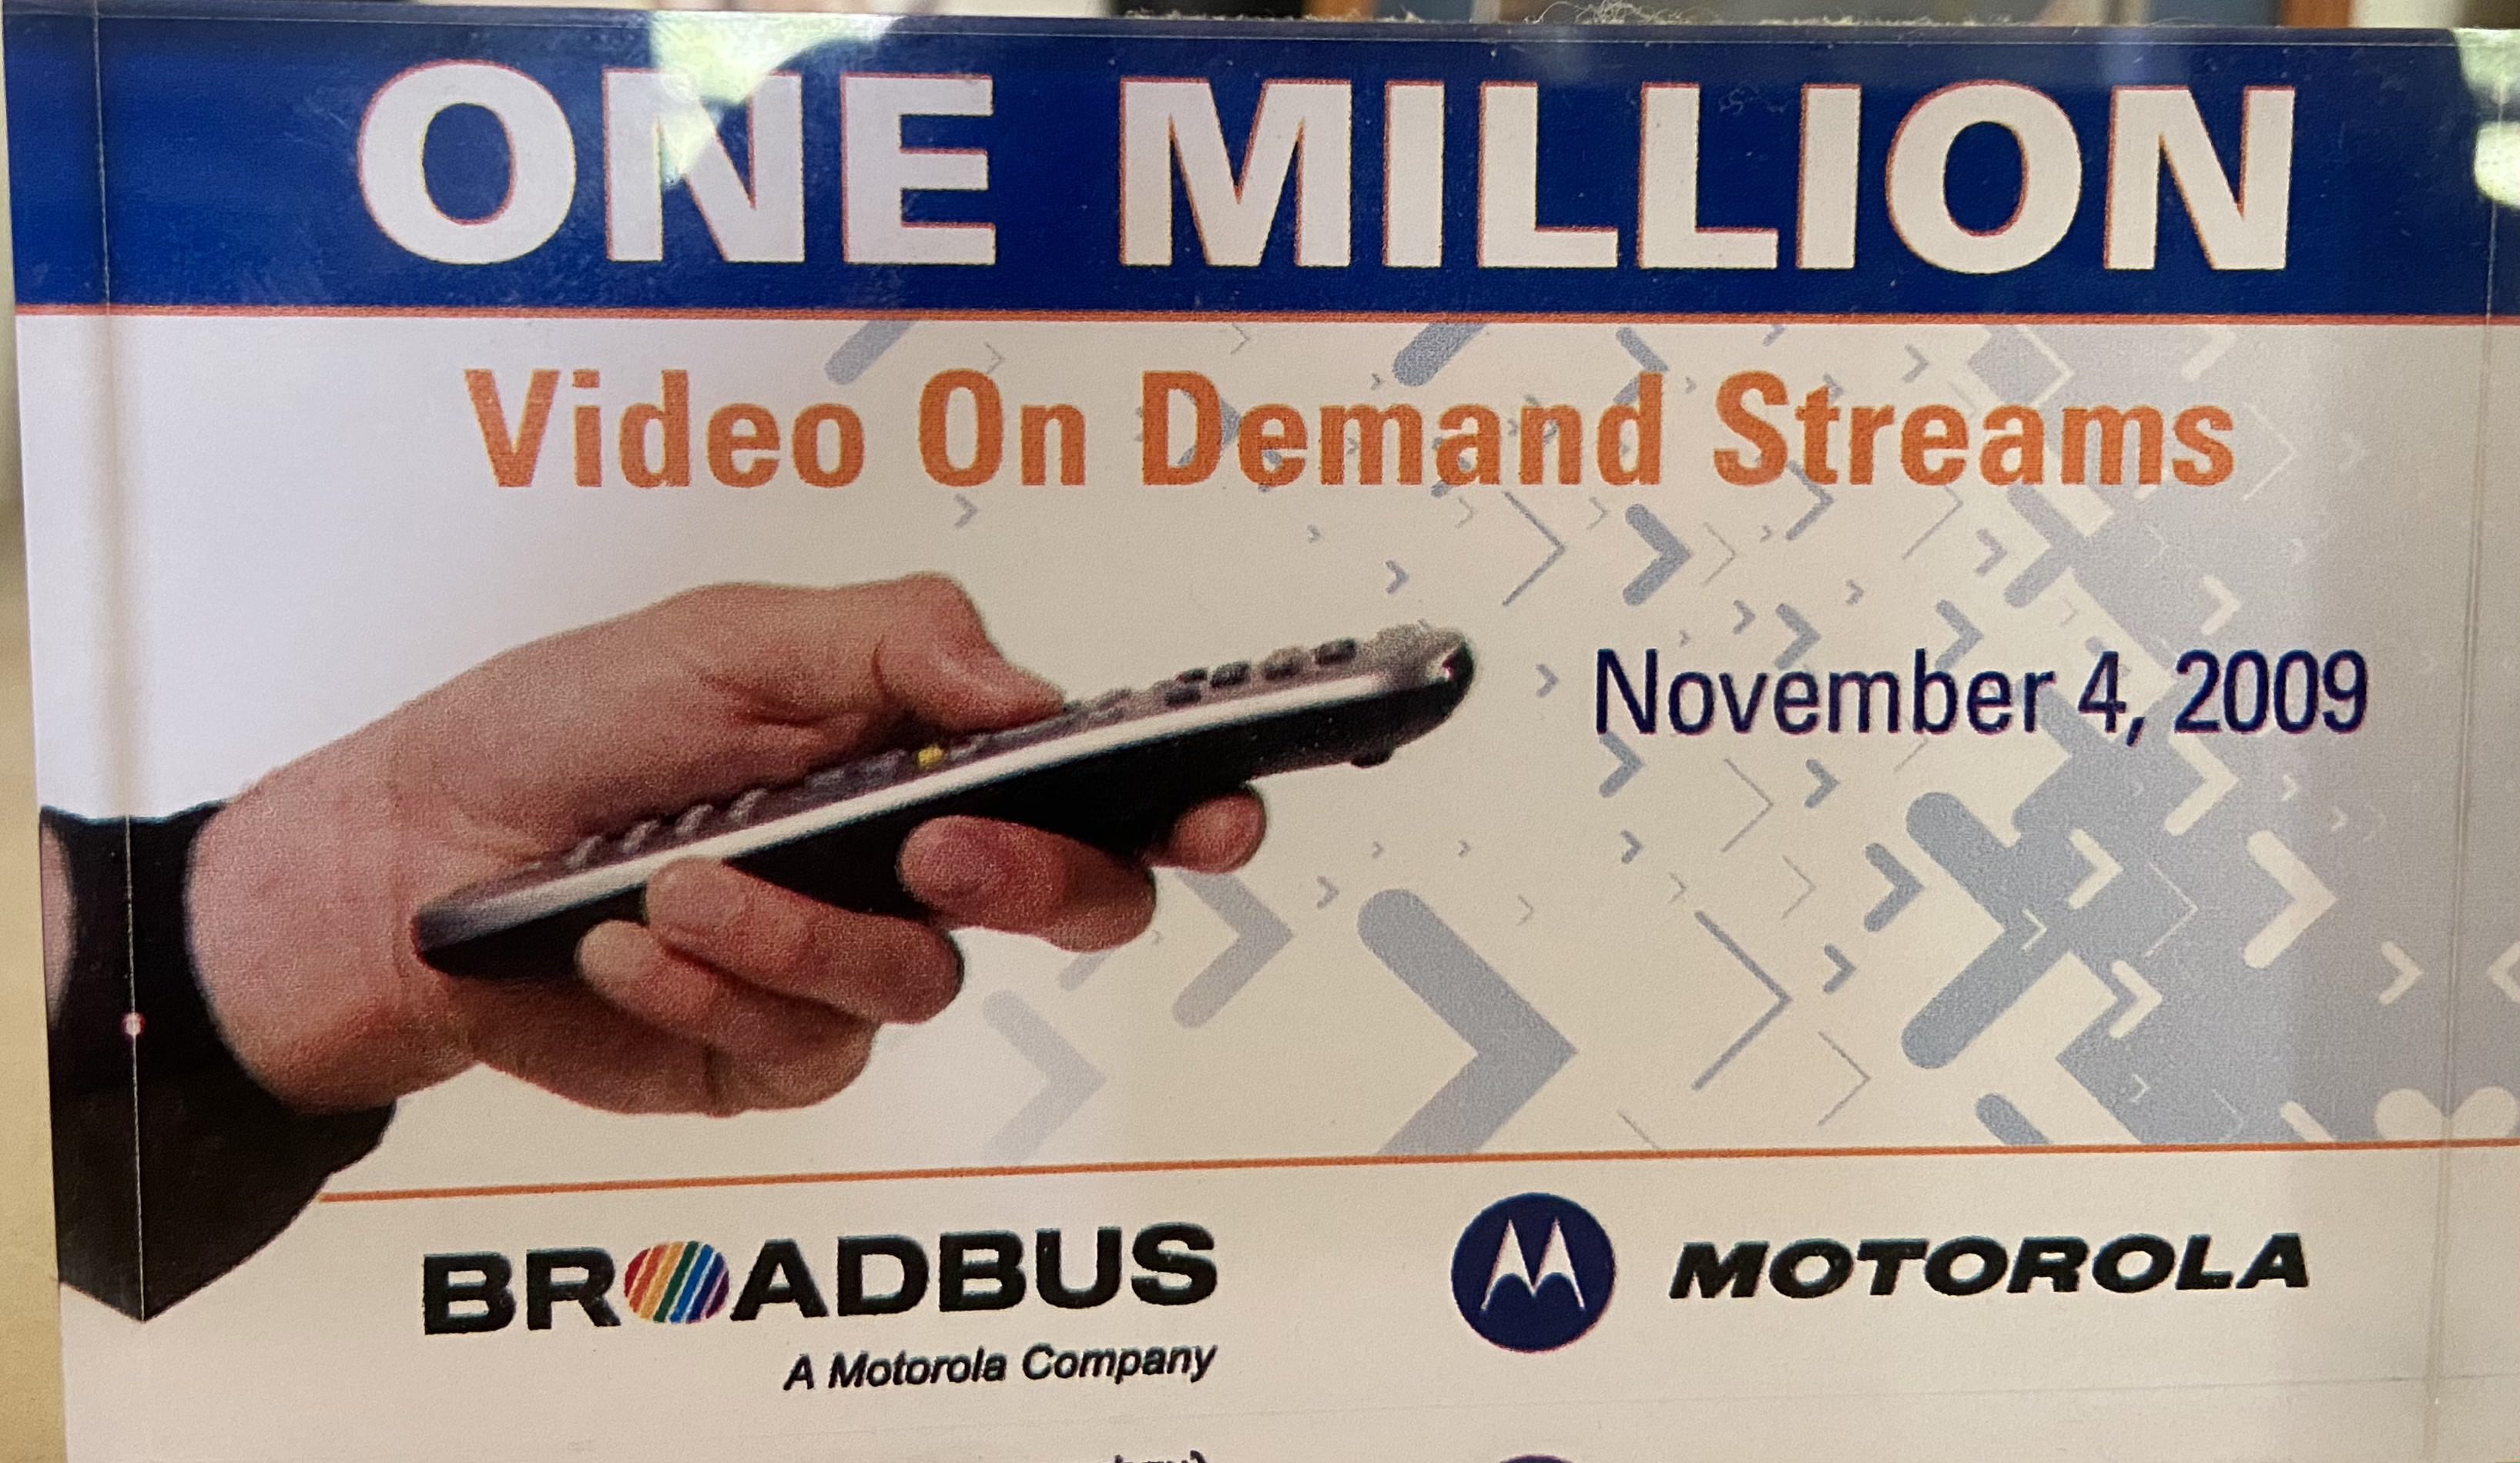 ONE MILLION
Video On Demand Streams
November 4, 2009
BROADBUS
A Motorola Company
MOTOROLA